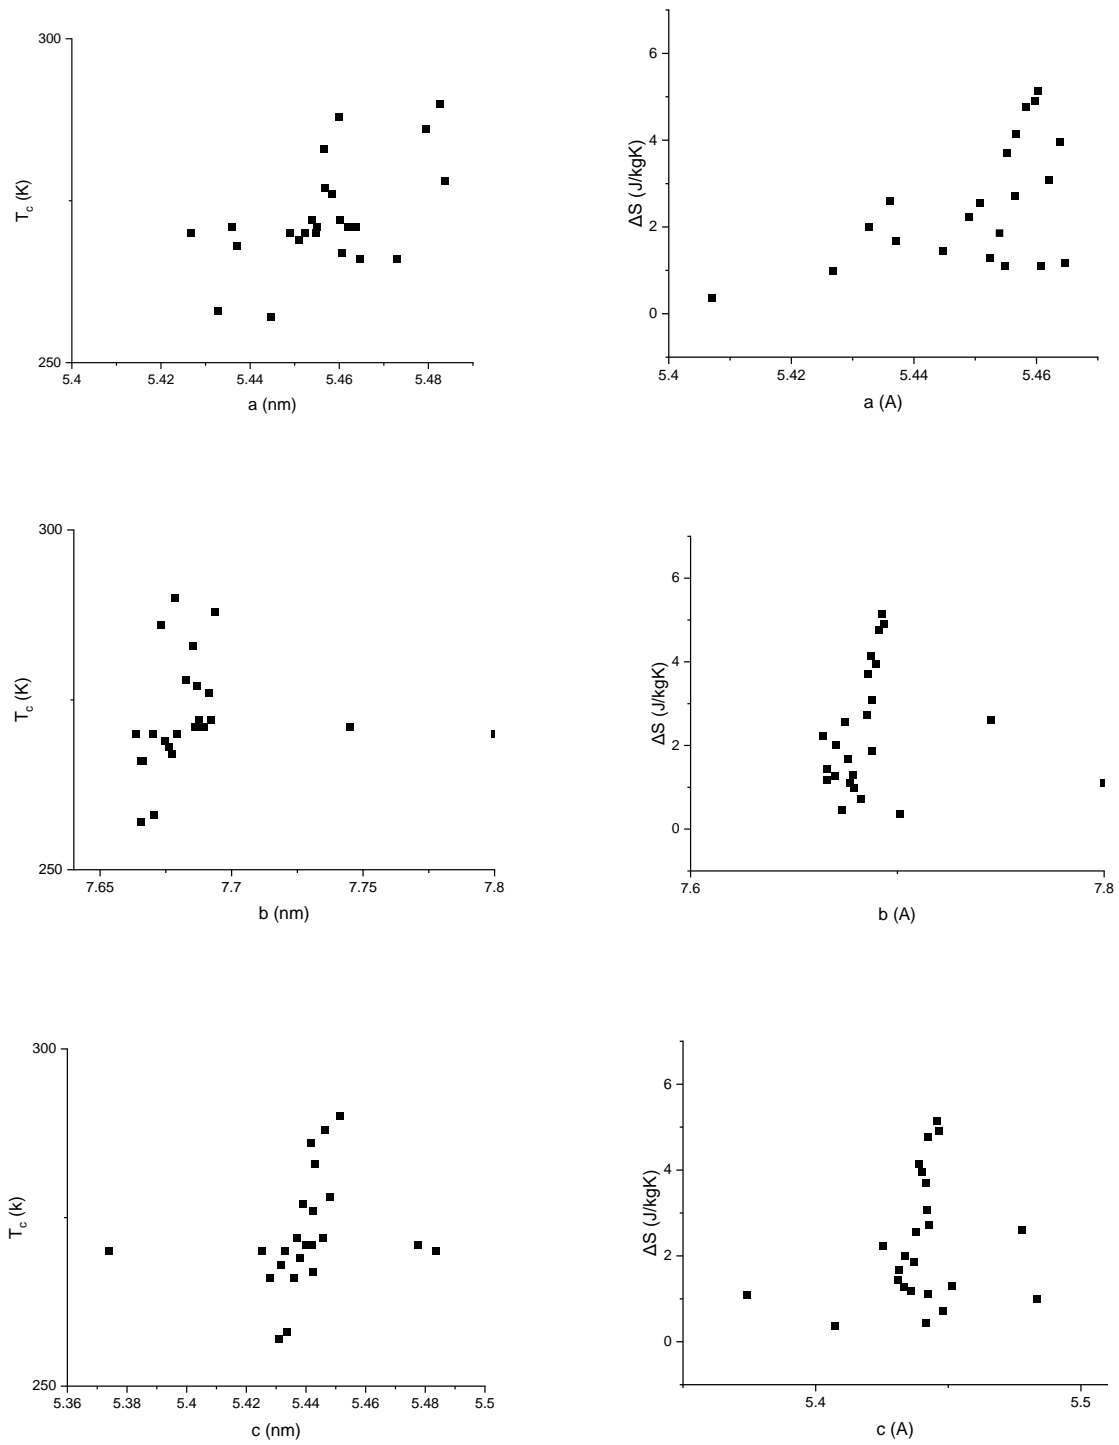 300
250
T_c (K)
5.4 5.42 5.44 5.46 5.48
a (nm)
6
4
2
0
ΔS (J/kgK)
5.4 5.42 5.44 5.46
a (A)
300
250
T_c (K)
7.65 7.7 7.75 7.8
b (nm)
6
4
2
0
ΔS (J/kgK)
7.6 7.8
b (A)
300
250
T_c (k)
5.36 5.38 5.4 5.42 5.44 5.46 5.48 5.5
c (nm)
6
4
2
0
ΔS (J/kgK)
5.4 5.5
c (A)